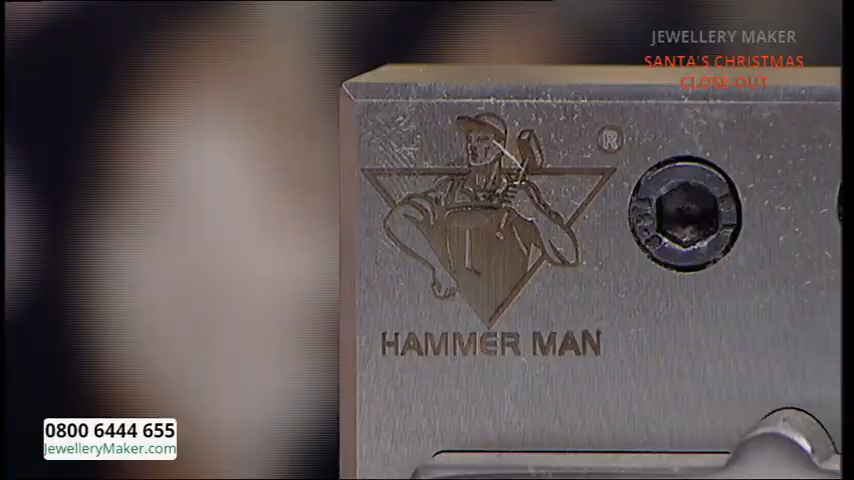 JEWELLERY MAKER
SANTA'S CHRISTMAS
CLOSE OUT
®
HAMMER MAN
0800 6444 655
JewelleryMaker.com